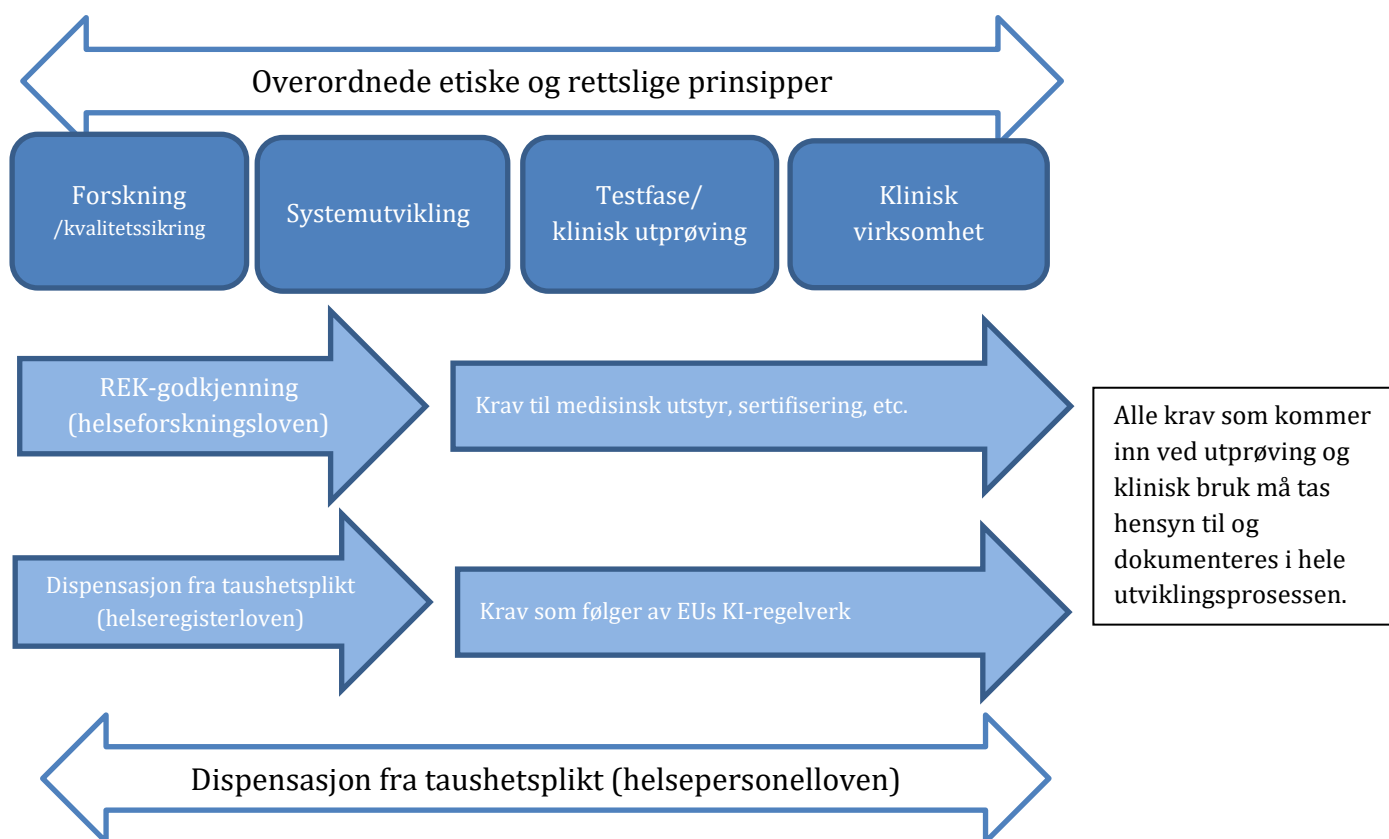 Overordnede etiske og rettslige prinsipper
Forskning
/kvalitetssikring
Systemutvikling
Testfase/
klinisk utprøving
Klinisk
virksomhet
REK-godkjenning
(helseforskningsloven)
Krav til medisinsk utstyr, sertifisering, etc.
Alle krav som kommer
inn ved utprøving og
klinisk bruk må tas
hensyn til og
dokumenteres i hele
utviklingsprosessen.
Dispensasjon fra taushetsplikt
(helseregisterloven)
Krav som følger av EUs KI-regelverk
Dispensasjon fra taushetsplikt (helsepersonelloven)